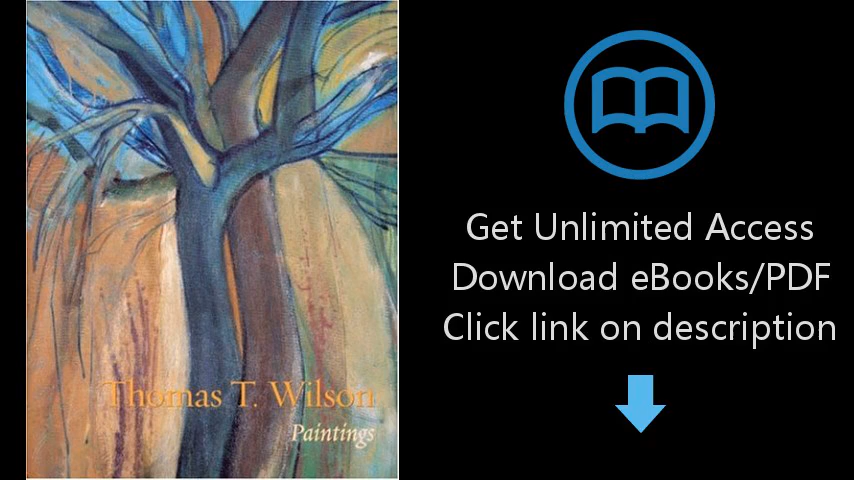 Thomas T. Wilson
Paintings
Get Unlimited Access
Download eBooks/PDF
Click link on description